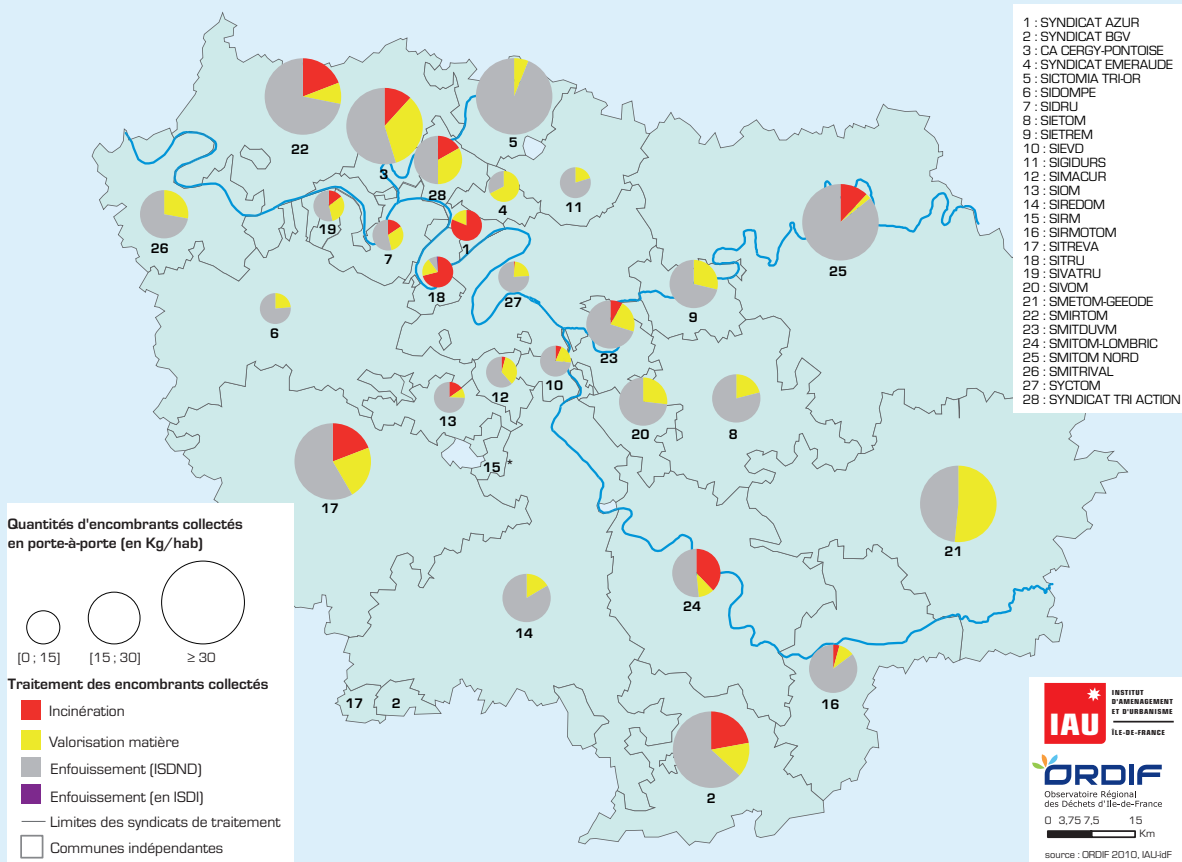 1 : SYNDICAT AZUR
2 : SYNDICAT BGV
3 : CA CERGY-PONTOISE
4 : SYNDICAT EMERAUDE
5 : SICTOMIA TRI-OR
6 : SIDOMPE
7 : SIDRU
8 : SIETOM
9 : SIETREM
10 : SIEVD
11 : SIGIDURS
12 : SIMACUR
13 : SIOM
14 : SIREDOM
15 : SIRM
16 : SIRMOTOM
17 : SITREVA
18 : SITRU
19 : SIVATRU
20 : SIVOM
21 : SMETOM-GEEODE
22 : SMIRTOM
23 : SMITDUVM
24 : SMITOM-LOMBRIC
25 : SMITOM NORD
26 : SMITRIVAL
27 : SYCTOM
28 : SYNDICAT TRI ACTION
22
3
5
28
4
11
26
19
7
1
18
27
25
9
6
23
12
10
13
20
8
15 *
17
21
14
24
17
2
16
2
Quantités d'encombrants collectés
en porte-à-porte (en Kg/hab)
[0 ; 15]
[15 ; 30]
≥ 30
Traitement des encombrants collectés
Incinération
Valorisation matière
Enfouissement (ISDND)
Enfouissement (en ISDI)
Limites des syndicats de traitement
Communes indépendantes
IAU
INSTITUT
D'AMENAGEMENT
ET D'URBANISME
ÎLE-DE-FRANCE
ORDIF
Observatoire Régional
des Déchets d'Ile-de-France
0 3,75 7,5 15
Km
source : ORDIF 2010, IAU-îdF